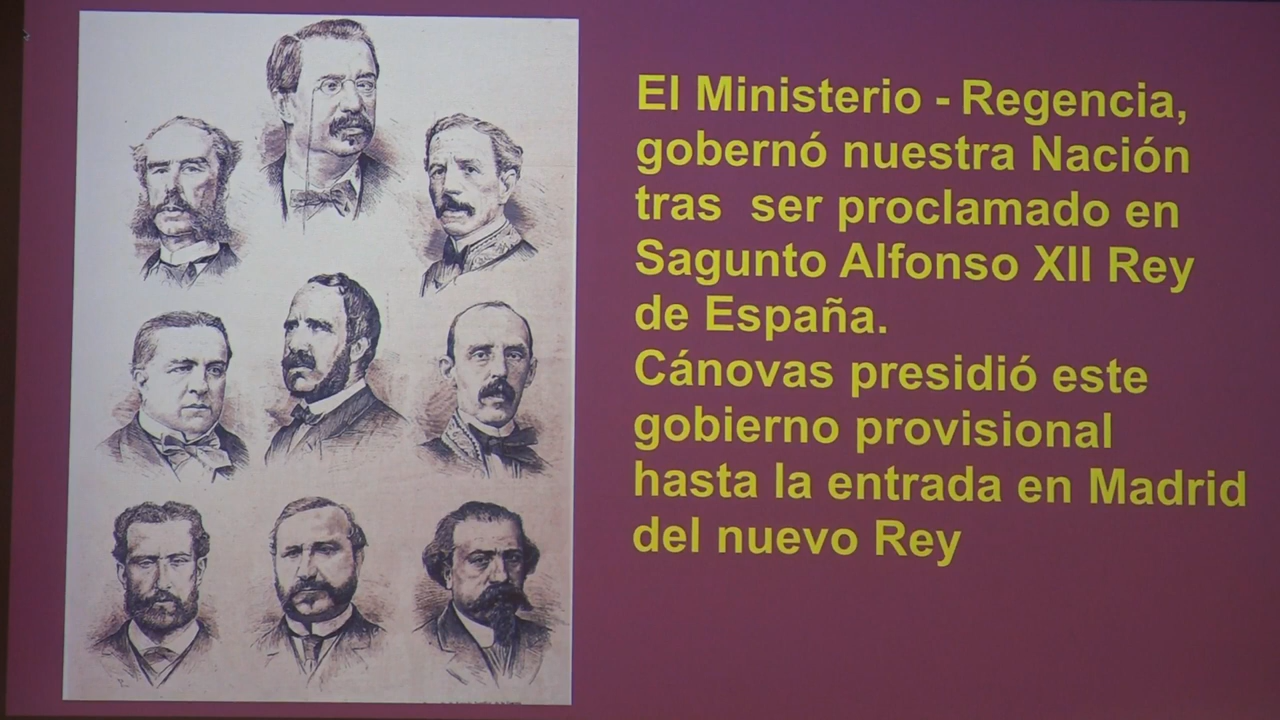 El Ministerio - Regencia,
gobernó nuestra Nación
tras ser proclamado en
Sagunto Alfonso XII Rey
de España.
Cánovas presidió este
gobierno provisional
hasta la entrada en Madrid
del nuevo Rey